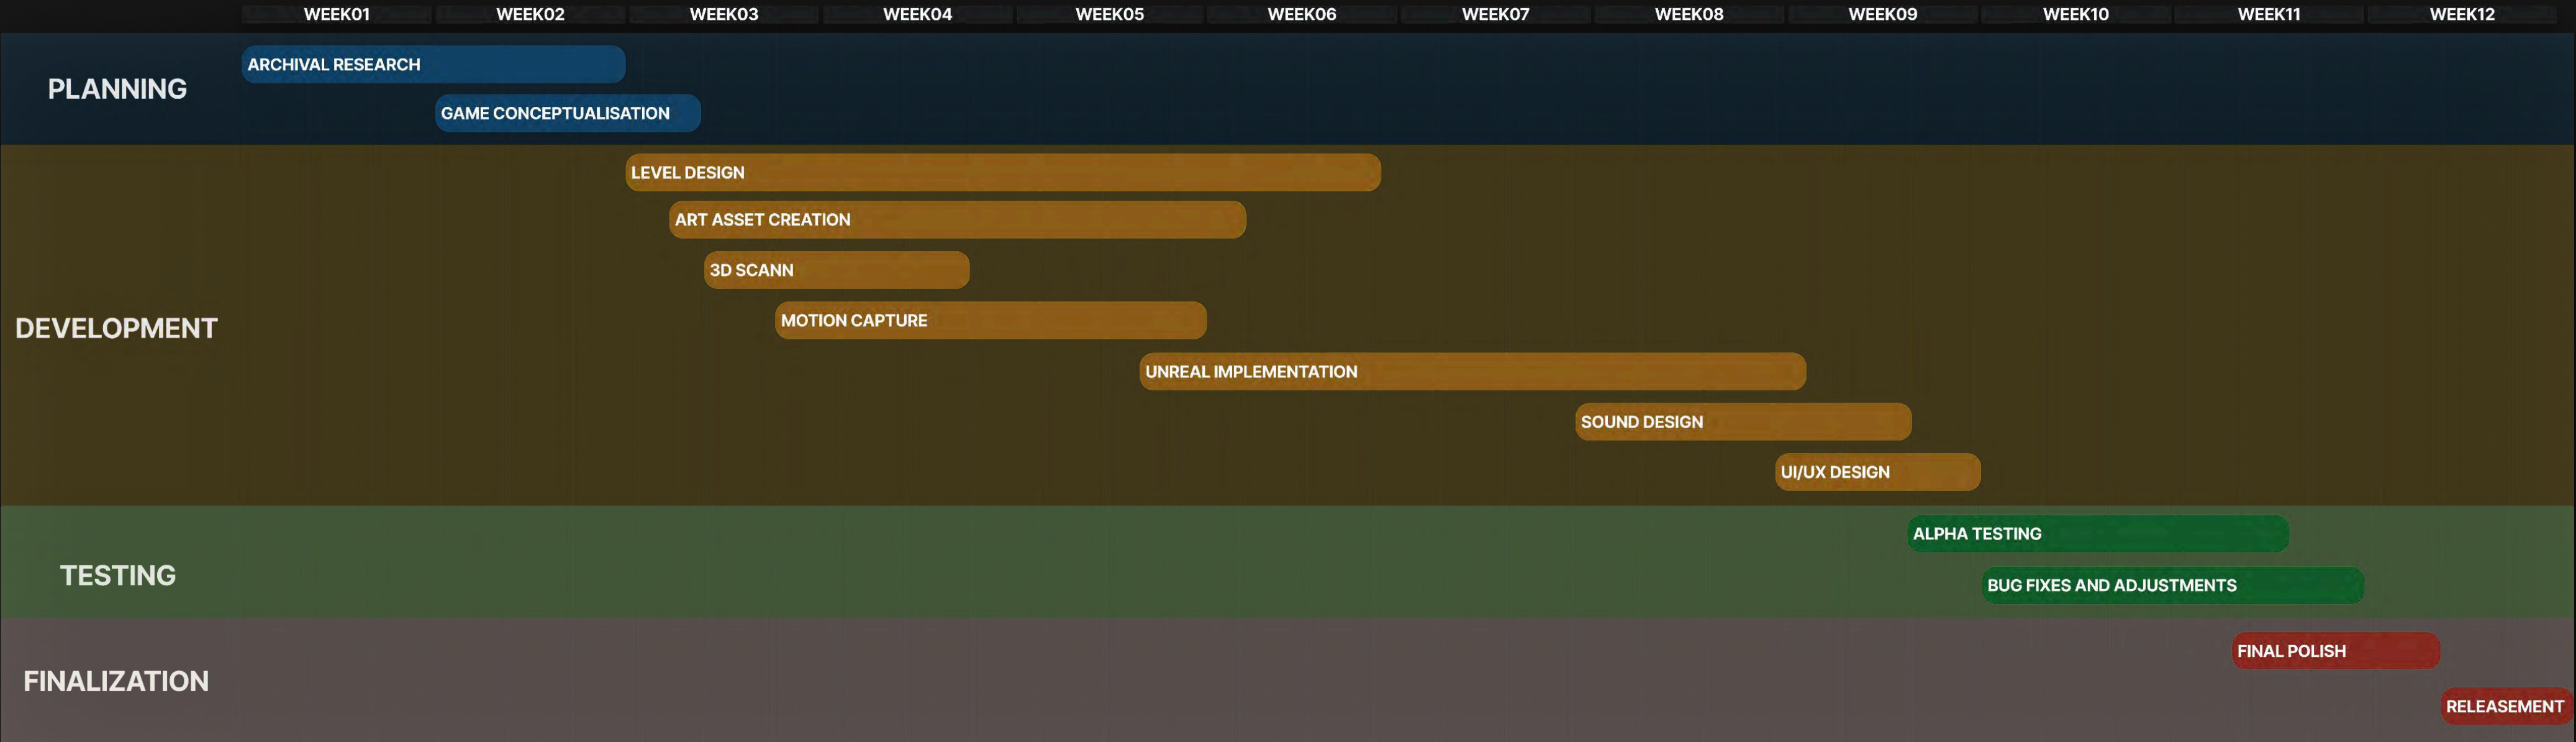 WEEK01 WEEK02 WEEK03 WEEK04 WEEK05 WEEK06 WEEK07 WEEK08 WEEK09 WEEK10 WEEK11 WEEK12
PLANNING
ARCHIVAL RESEARCH
GAME CONCEPTUALISATION
DEVELOPMENT
LEVEL DESIGN
ART ASSET CREATION
3D SCANN
MOTION CAPTURE
UNREAL IMPLEMENTATION
SOUND DESIGN
UI/UX DESIGN
TESTING
ALPHA TESTING
BUG FIXES AND ADJUSTMENTS
FINALIZATION
FINAL POLISH
RELEASEMENT